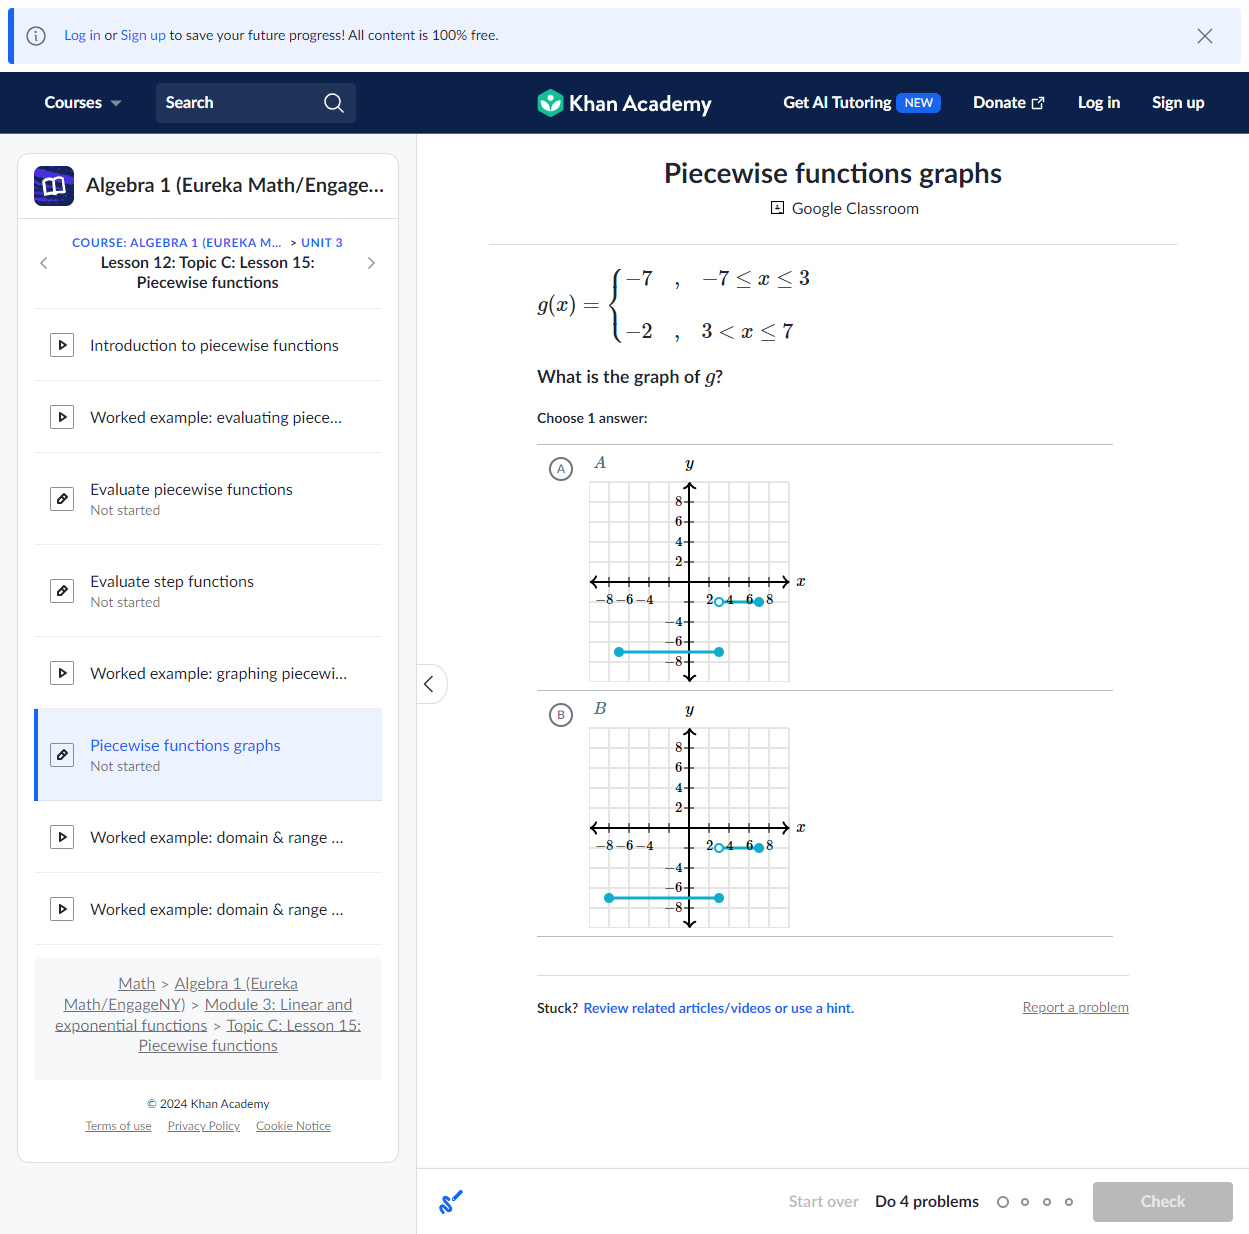 Log in or Sign up to save your future progress! All content is 100% free.
Courses
Search
Khan Academy
Get AI Tutoring NEW
Donate
Log in
Sign up
Algebra 1 (Eureka Math/Engage...
COURSE: ALGEBRA 1 (EUREKA M... > UNIT 3
Lesson 12: Topic C: Lesson 15:
Piecewise functions
Introduction to piecewise functions
Worked example: evaluating piece...
Evaluate piecewise functions
Not started
Evaluate step functions
Not started
Worked example: graphing piecewi...
Piecewise functions graphs
Not started
Worked example: domain & range ...
Worked example: domain & range ...
Math > Algebra 1 (Eureka
Math/EngageNY) > Module 3: Linear and
exponential functions > Topic C: Lesson 15:
Piecewise functions
© 2024 Khan Academy
Terms of use Privacy Policy Cookie Notice
Piecewise functions graphs
Google Classroom
−7 , −7 ≤ x ≤ 3
g(x) = {
−2 , 3 < x ≤ 7
What is the graph of g?
Choose 1 answer:
A
A
y
8
6
4
2
x
−8 −6 −4 2 4 6 8
−4
−6
−8
B
B
y
8
6
4
2
x
−8 −6 −4 2 4 6 8
−4
−6
−8
Stuck? Review related articles/videos or use a hint.
Report a problem
Start over
Do 4 problems
Check